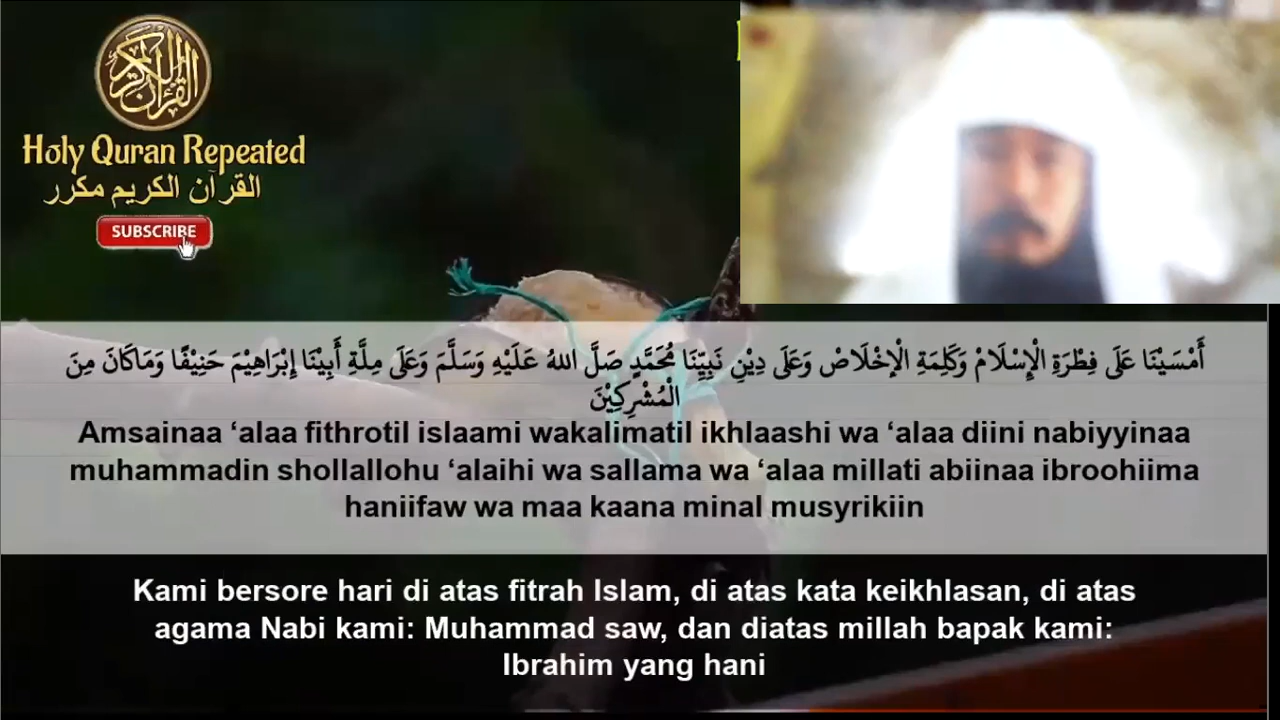 Holy Quran Repeated
القرآن الكريم مكرر
SUBSCRIBE
أَمْسَيْنَا عَلَى فِطْرَةِ الْإِسْلَامْ وَكَلِمَةِ الْإِخْلَاصْ وَعَلَى دِيْنِ نَبِيِّنَا مُحَمَّدٍ صَلَّ اللهُ عَلَيْهِ وَسَلَّمَ وَعَلَى مِلَّةِ أَبِيْنَا إِبْرَاهِيْمَ حَنِيْفًا وَمَاكَانَ مِنَ
الْمُشْرِكِيْنَ
Amsainaa ‘alaa fithrotil islaami wakalimatil ikhlaashi wa ‘alaa diini nabiyyinaa
muhammadin shollallohu ‘alaihi wa sallama wa ‘alaa millati abiinaa ibroohiima
haniifaw wa maa kaana minal musyrikiin
Kami bersore hari di atas fitrah Islam, di atas kata keikhlasan, di atas
agama Nabi kami: Muhammad saw, dan diatas millah bapak kami:
Ibrahim yang hani